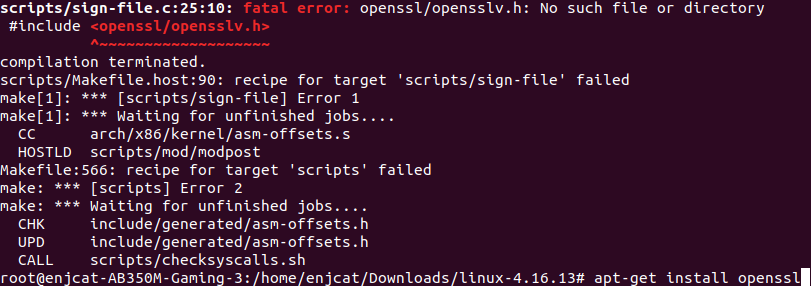 scripts/sign-file.c:25:10: fatal error: openssl/opensslv.h: No such file or directory
 #include <openssl/opensslv.h>
          ^~~~~~~~~~~~~~~~~~~~
compilation terminated.
scripts/Makefile.host:90: recipe for target 'scripts/sign-file' failed
make[1]: *** [scripts/sign-file] Error 1
make[1]: *** Waiting for unfinished jobs....
  CC      arch/x86/kernel/asm-offsets.s
  HOSTLD  scripts/mod/modpost
Makefile:566: recipe for target 'scripts' failed
make: *** [scripts] Error 2
make: *** Waiting for unfinished jobs....
  CHK     include/generated/asm-offsets.h
  UPD     include/generated/asm-offsets.h
  CALL    scripts/checksyscalls.sh
root@enjcat-AB350M-Gaming-3:/home/enjcat/Downloads/linux-4.16.13# apt-get install openssl